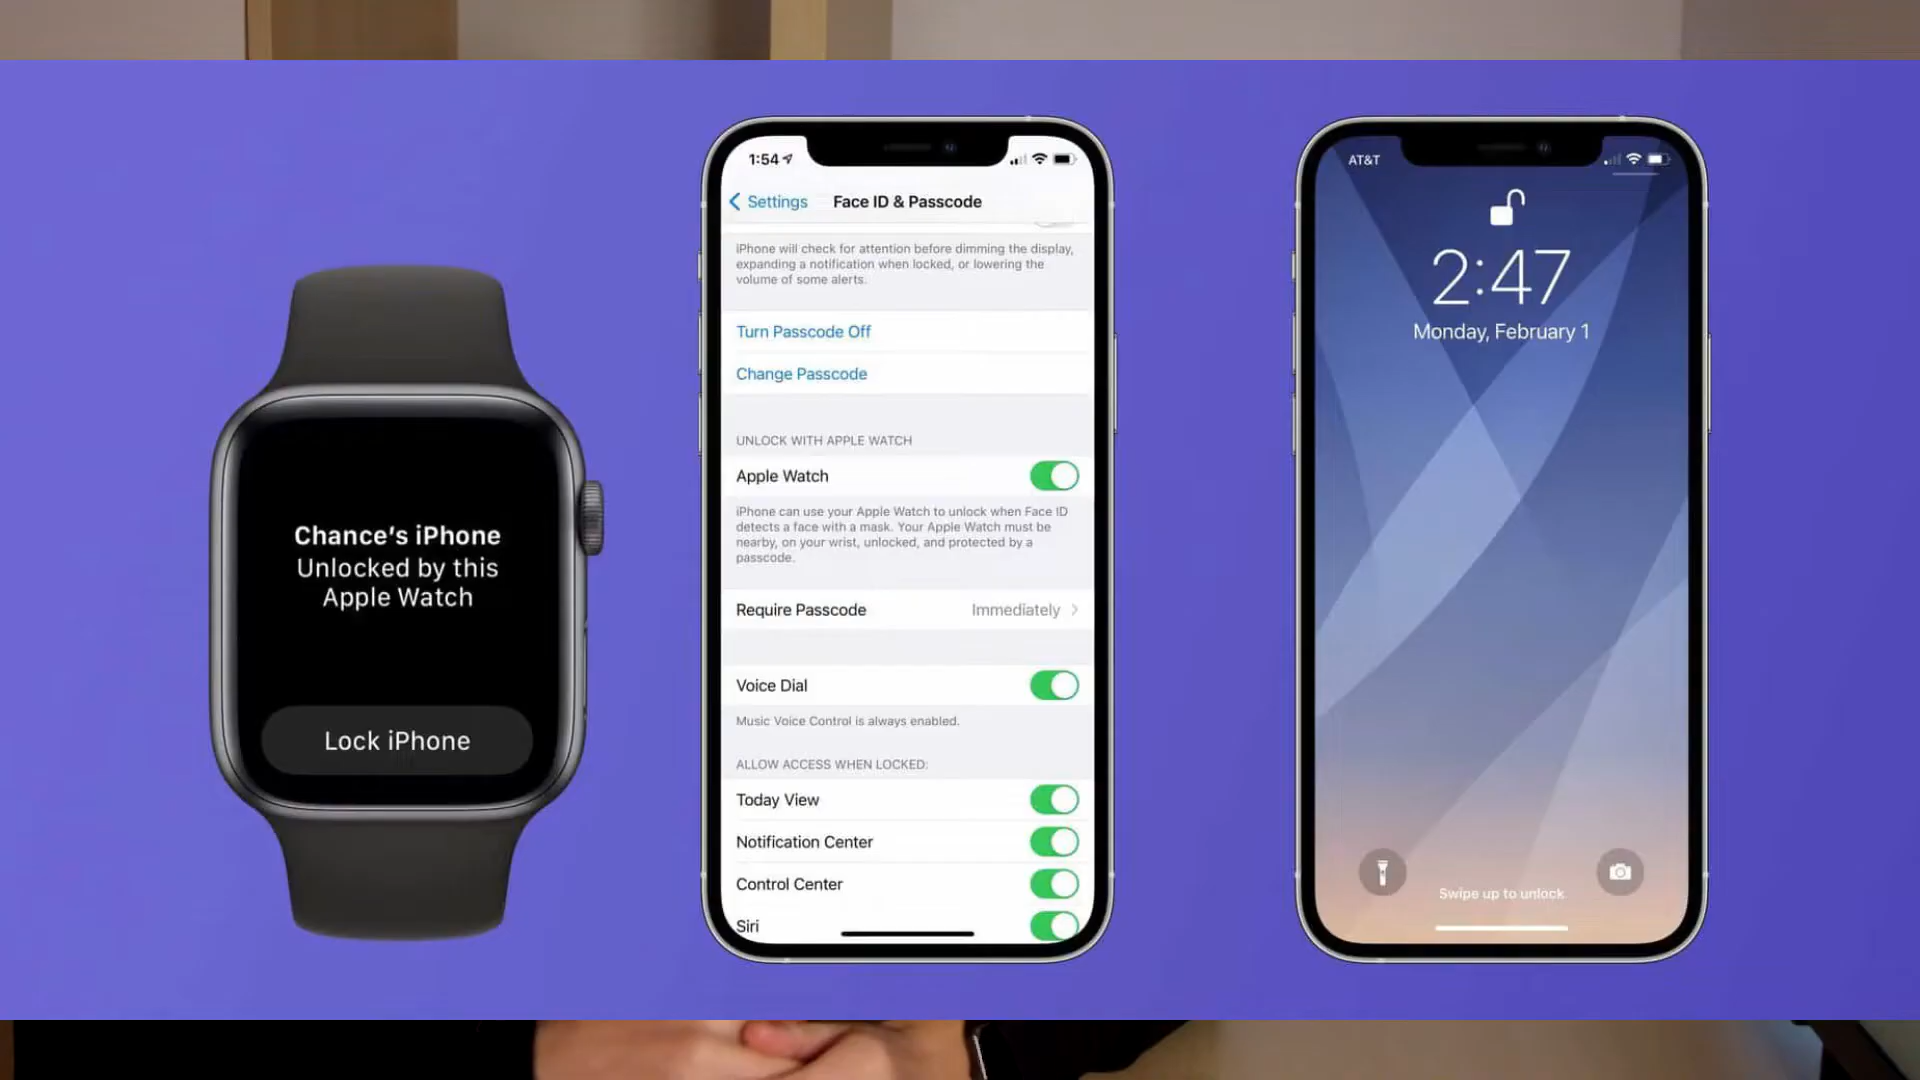 Chance's iPhone
Unlocked by this
Apple Watch
Lock iPhone
1:54
Settings
Face ID & Passcode
iPhone will check for attention before dimming the display,
expanding a notification when locked, or lowering the
volume of some alerts.
Turn Passcode Off
Change Passcode
UNLOCK WITH APPLE WATCH
Apple Watch
iPhone can use your Apple Watch to unlock when Face ID
detects a face with a mask. Your Apple Watch must be
nearby, on your wrist, unlocked, and protected by a
passcode.
Require Passcode Immediately
Voice Dial
Music Voice Control is always enabled.
ALLOW ACCESS WHEN LOCKED:
Today View
Notification Center
Control Center
Siri
AT&T
2:47
Monday, February 1
Swipe up to unlock